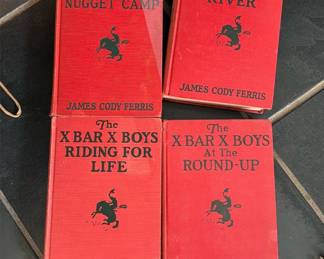 NUGGET CAMP
JAMES CODY FERRIS
RIVER
JAMES CODY FERRIS
The
X BAR X BOYS
RIDING FOR
LIFE
The
X BAR X BOYS
At The
ROUND-UP